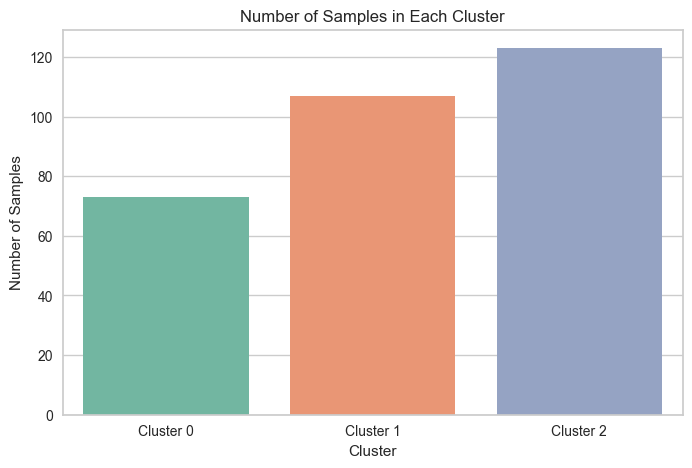 Number of Samples in Each Cluster
Number of Samples
120
100
80
60
40
20
0
Cluster 0
Cluster 1
Cluster 2
Cluster